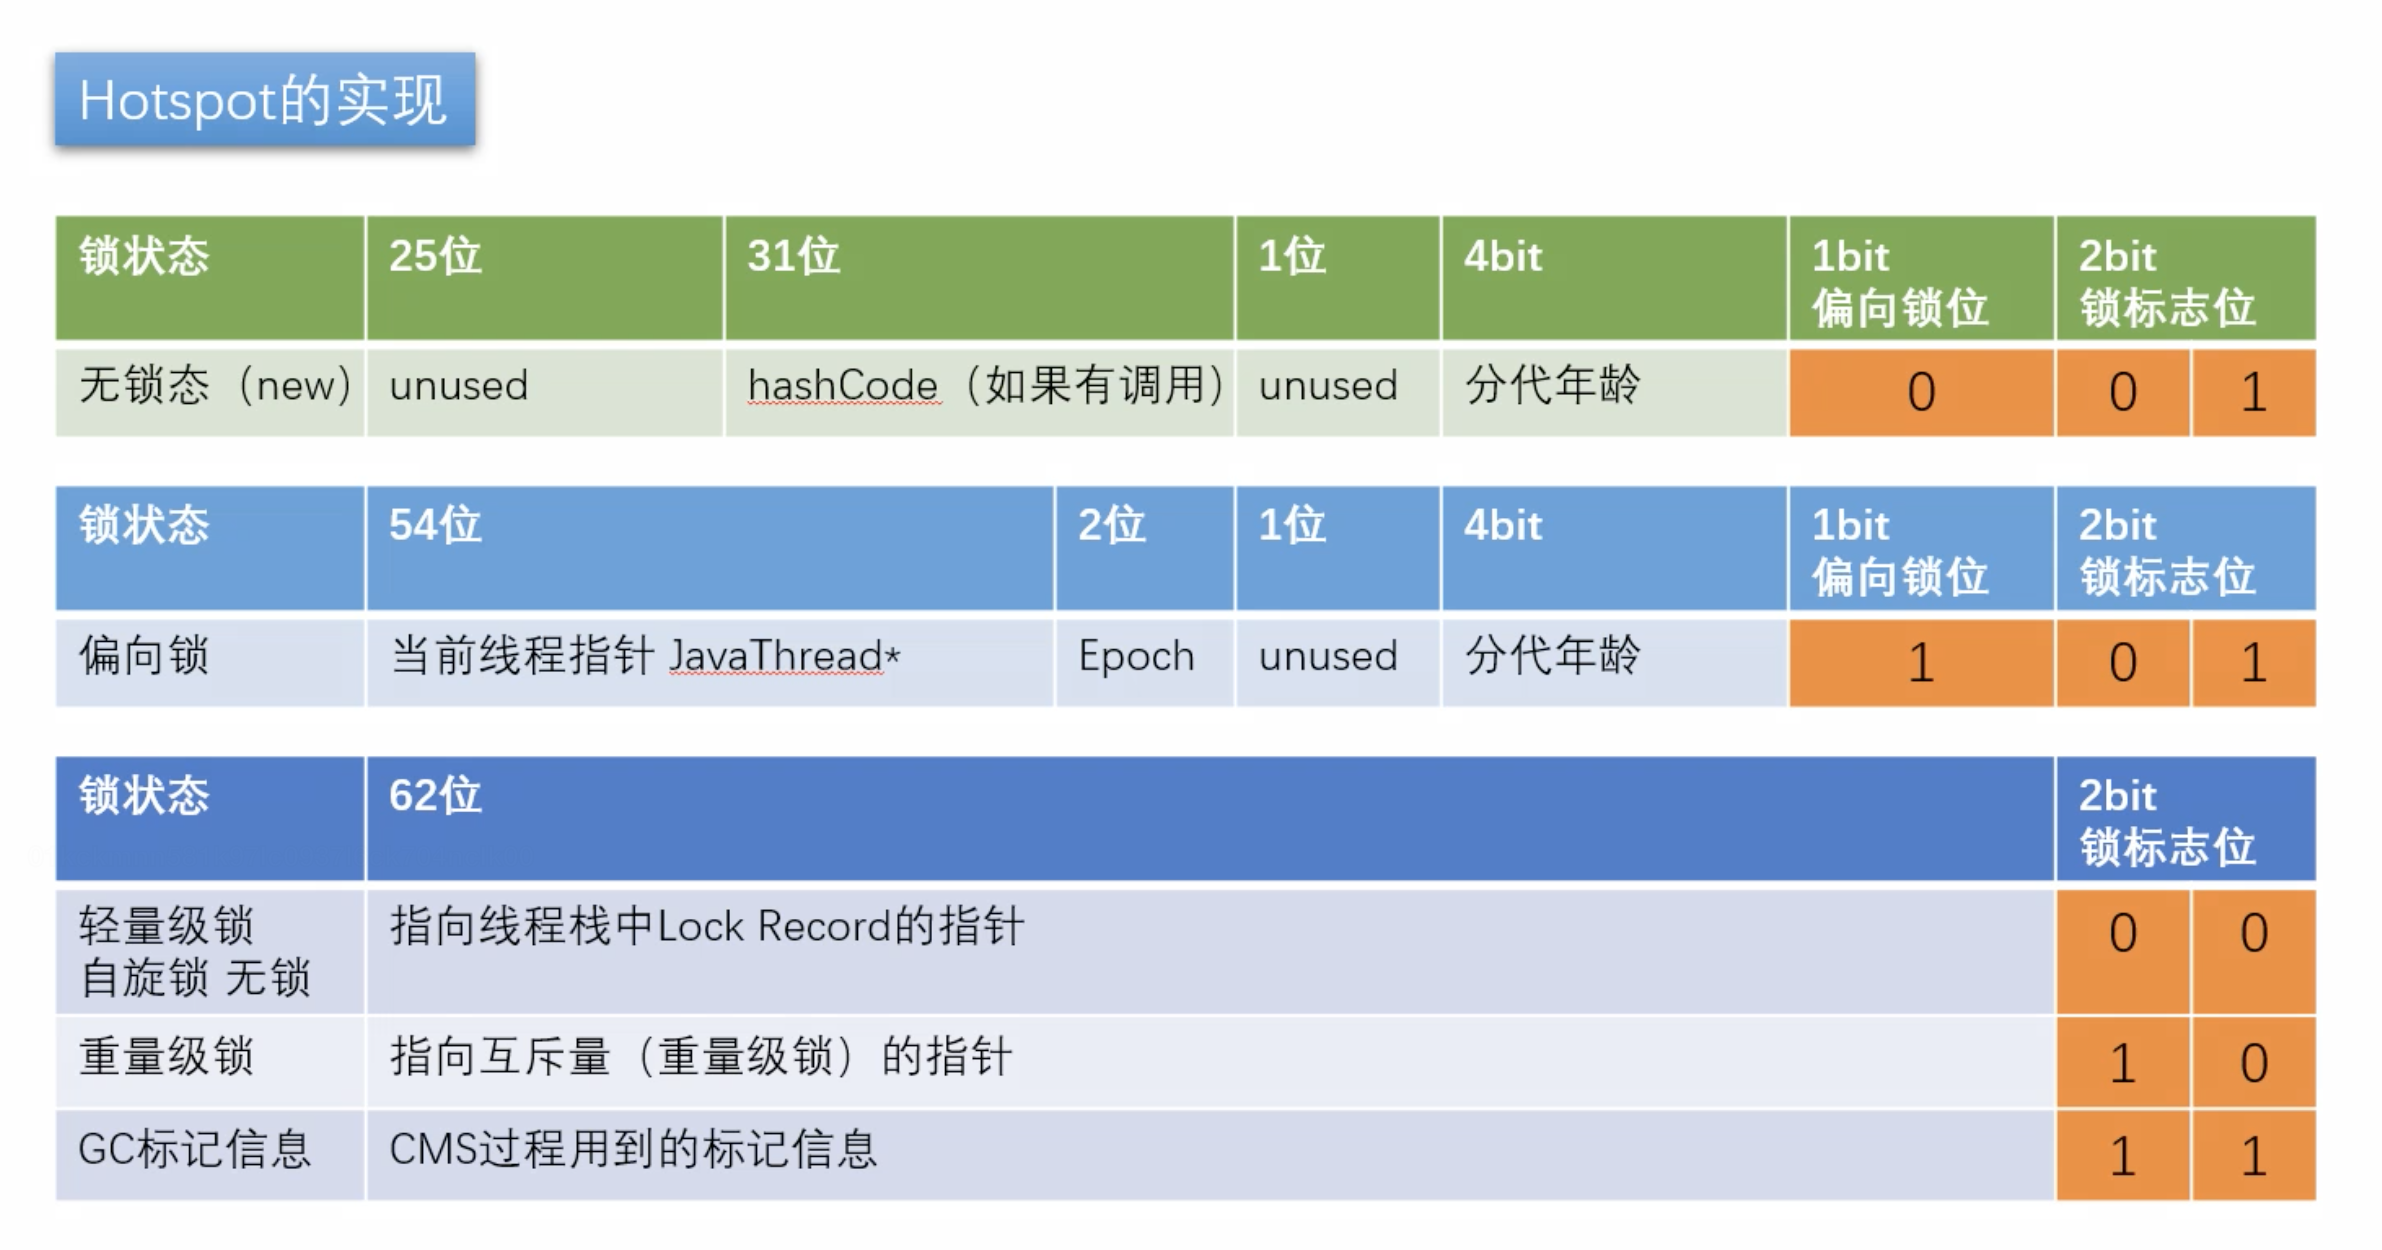 Hotspot的实现
锁状态 25位 31位 1位 4bit 1bit 2bit
偏向锁位 锁标志位
无锁态（new） unused hashCode（如果有调用） unused 分代年龄 0 0 1
锁状态 54位 2位 1位 4bit 1bit 2bit
偏向锁位 锁标志位
偏向锁 当前线程指针 JavaThread* Epoch unused 分代年龄 1 0 1
锁状态 62位 2bit
锁标志位
轻量级锁 指向线程栈中Lock Record的指针 0 0
自旋锁 无锁
重量级锁 指向互斥量（重量级锁）的指针 1 0
GC标记信息 CMS过程用到的标记信息 1 1